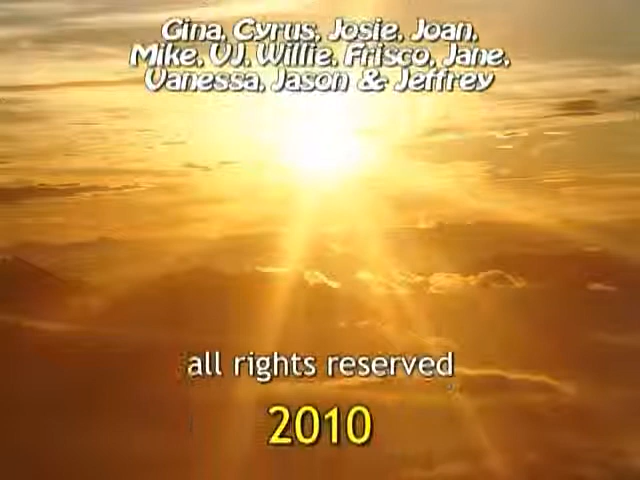 Gina, Cyrus, Josie, Joan,
Mike, VJ, Willie, Frisco, Jane,
Vanessa, Jason & Jeffrey
all rights reserved
2010